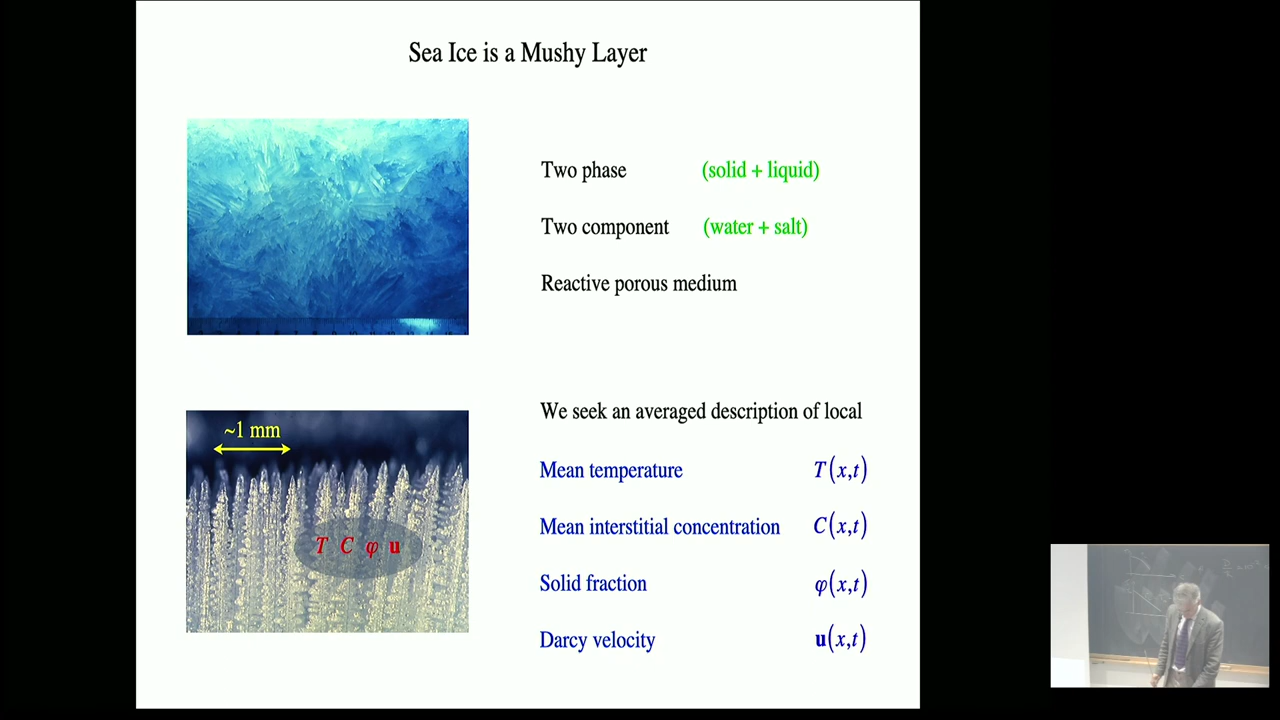 Sea Ice is a Mushy Layer
Two phase (solid + liquid)
Two component (water + salt)
Reactive porous medium
~1 mm
T C φ u
We seek an averaged description of local
Mean temperature T(x,t)
Mean interstitial concentration C(x,t)
Solid fraction φ(x,t)
Darcy velocity u(x,t)